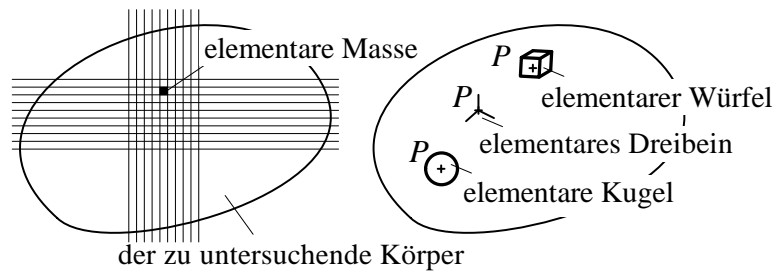 elementare Masse
der zu untersuchende Körper
P
elementarer Würfel
P
elementares Dreibein
P
elementare Kugel